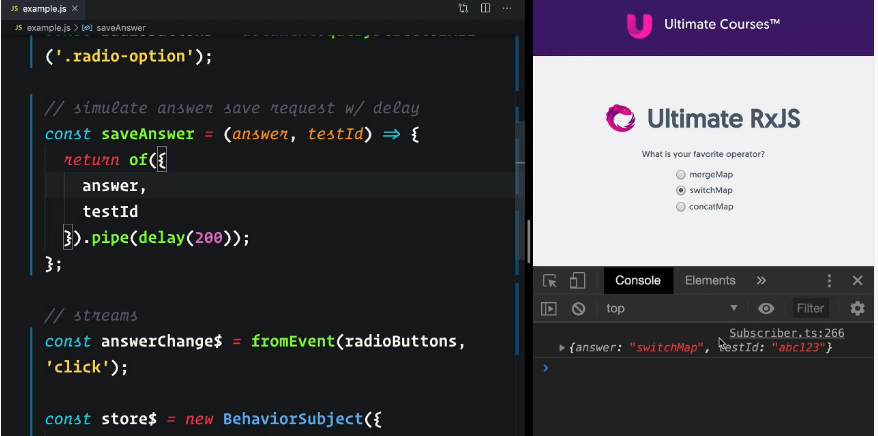 JS example.js ×
JS example.js > saveAnswer
('.radio-option');
// simulate answer save request w/ delay
const saveAnswer = (answer, testId) => {
return of({
answer,
testId
}).pipe(delay(200));
};
// streams
const answerChange$ = fromEvent(radioButtons,
'click');
const store$ = new BehaviorSubject({
Ultimate Courses™
Ultimate RxJS
What is your favorite operator?
mergeMap
switchMap
concatMap
Console Elements »
top Filter
Subscriber.ts:266
{answer: "switchMap", testId: "abc123"}